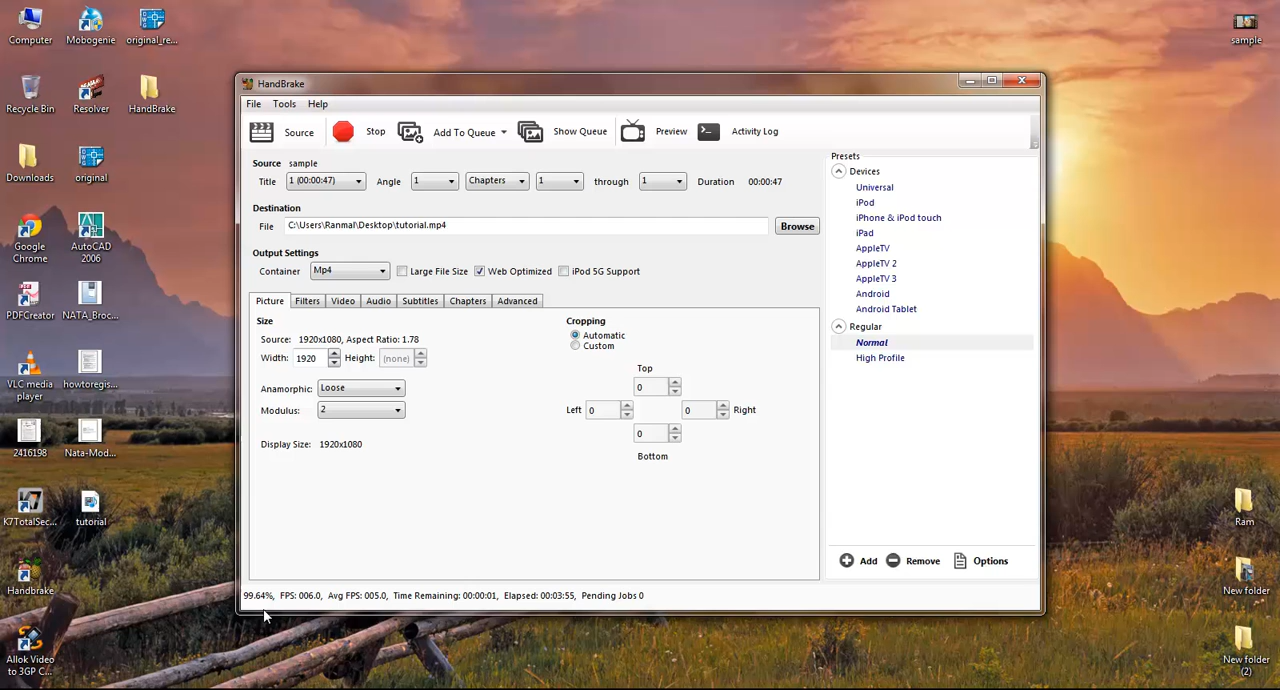 Computer
Mobogenie
original_re...
sample
Recycle Bin
Resolver
HandBrake
Downloads
original
Google Chrome
AutoCAD 2006
PDFCreator
NATA_Broc...
VLC media player
howtoregis...
2416198
Nata-Mod...
K7TotalSec...
tutorial
Handbrake
Allok Video to 3GP C...
HandBrake
File Tools Help
Source Stop Add To Queue Show Queue Preview Activity Log
Source sample
Title 1 (00:00:47) Angle 1 Chapters 1 through 1 Duration 00:00:47
Destination
File C:\Users\Ranmal\Desktop\tutorial.mp4 Browse
Output Settings
Container Mp4 Large File Size Web Optimized iPod 5G Support
Picture Filters Video Audio Subtitles Chapters Advanced
Size
Source: 1920x1080, Aspect Ratio: 1.78
Width: 1920 Height: (none)
Anamorphic: Loose
Modulus: 2
Display Size: 1920x1080
Cropping
Automatic
Custom
Top
0
Left 0 0 Right
0
Bottom
Presets
Devices
Universal
iPod
iPhone & iPod touch
iPad
AppleTV
AppleTV 2
AppleTV 3
Android
Android Tablet
Regular
Normal
High Profile
Add Remove Options
99.64%, FPS: 006.0, Avg FPS: 005.0, Time Remaining: 00:00:01, Elapsed: 00:03:55, Pending Jobs 0
Ram
New folder
New folder (2)